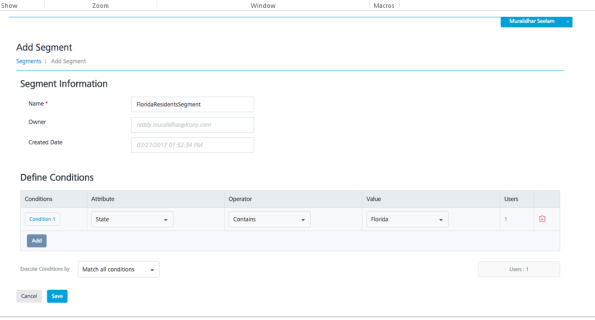 Show Zoom Window Macros
Muralidhar Seelam
Add Segment
Segments | Add Segment
Segment Information
Name * FloridaResidentsSegment
Owner reddy.muralidhar@kony.com
Created Date 07/27/2017 01:52:34 PM
Define Conditions
Conditions Attribute Operator Value Users
Condition 1 State Contains Florida 1
Add
Execute Conditions by Match all conditions Users : 1
Cancel Save